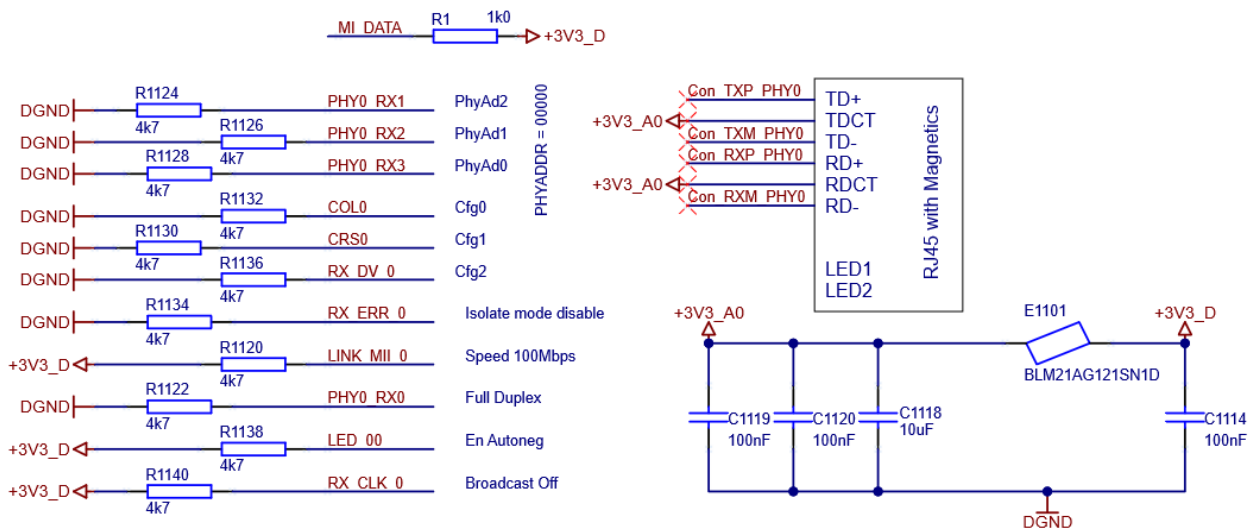 MI_DATA R1 1k0 +3V3_D
DGND R1124 4k7 PHY0_RX1 PhyAd2
DGND R1126 4k7 PHY0_RX2 PhyAd1
DGND R1128 4k7 PHY0_RX3 PhyAd0
PHYADDR = 00000
DGND R1132 4k7 COL0 Cfg0
DGND R1130 4k7 CRS0 Cfg1
DGND R1136 4k7 RX_DV_0 Cfg2
DGND R1134 4k7 RX_ERR_0 Isolate mode disable
+3V3_D R1120 4k7 LINK_MII_0 Speed 100Mbps
DGND R1122 4k7 PHY0_RX0 Full Duplex
+3V3_D R1138 4k7 LED_00 En Autoneg
+3V3_D R1140 4k7 RX_CLK_0 Broadcast Off
Con_TXP_PHY0 TD+
+3V3_A0 TDCT
Con_TXM_PHY0 TD-
Con_RXP_PHY0 RD+
+3V3_A0 RDCT
Con_RXM_PHY0 RD-
LED1
LED2
RJ45 with Magnetics
+3V3_A0 E1101 +3V3_D
BLM21AG121SN1D
C1119 C1120 C1118 C1114
100nF 100nF 10uF 100nF
DGND